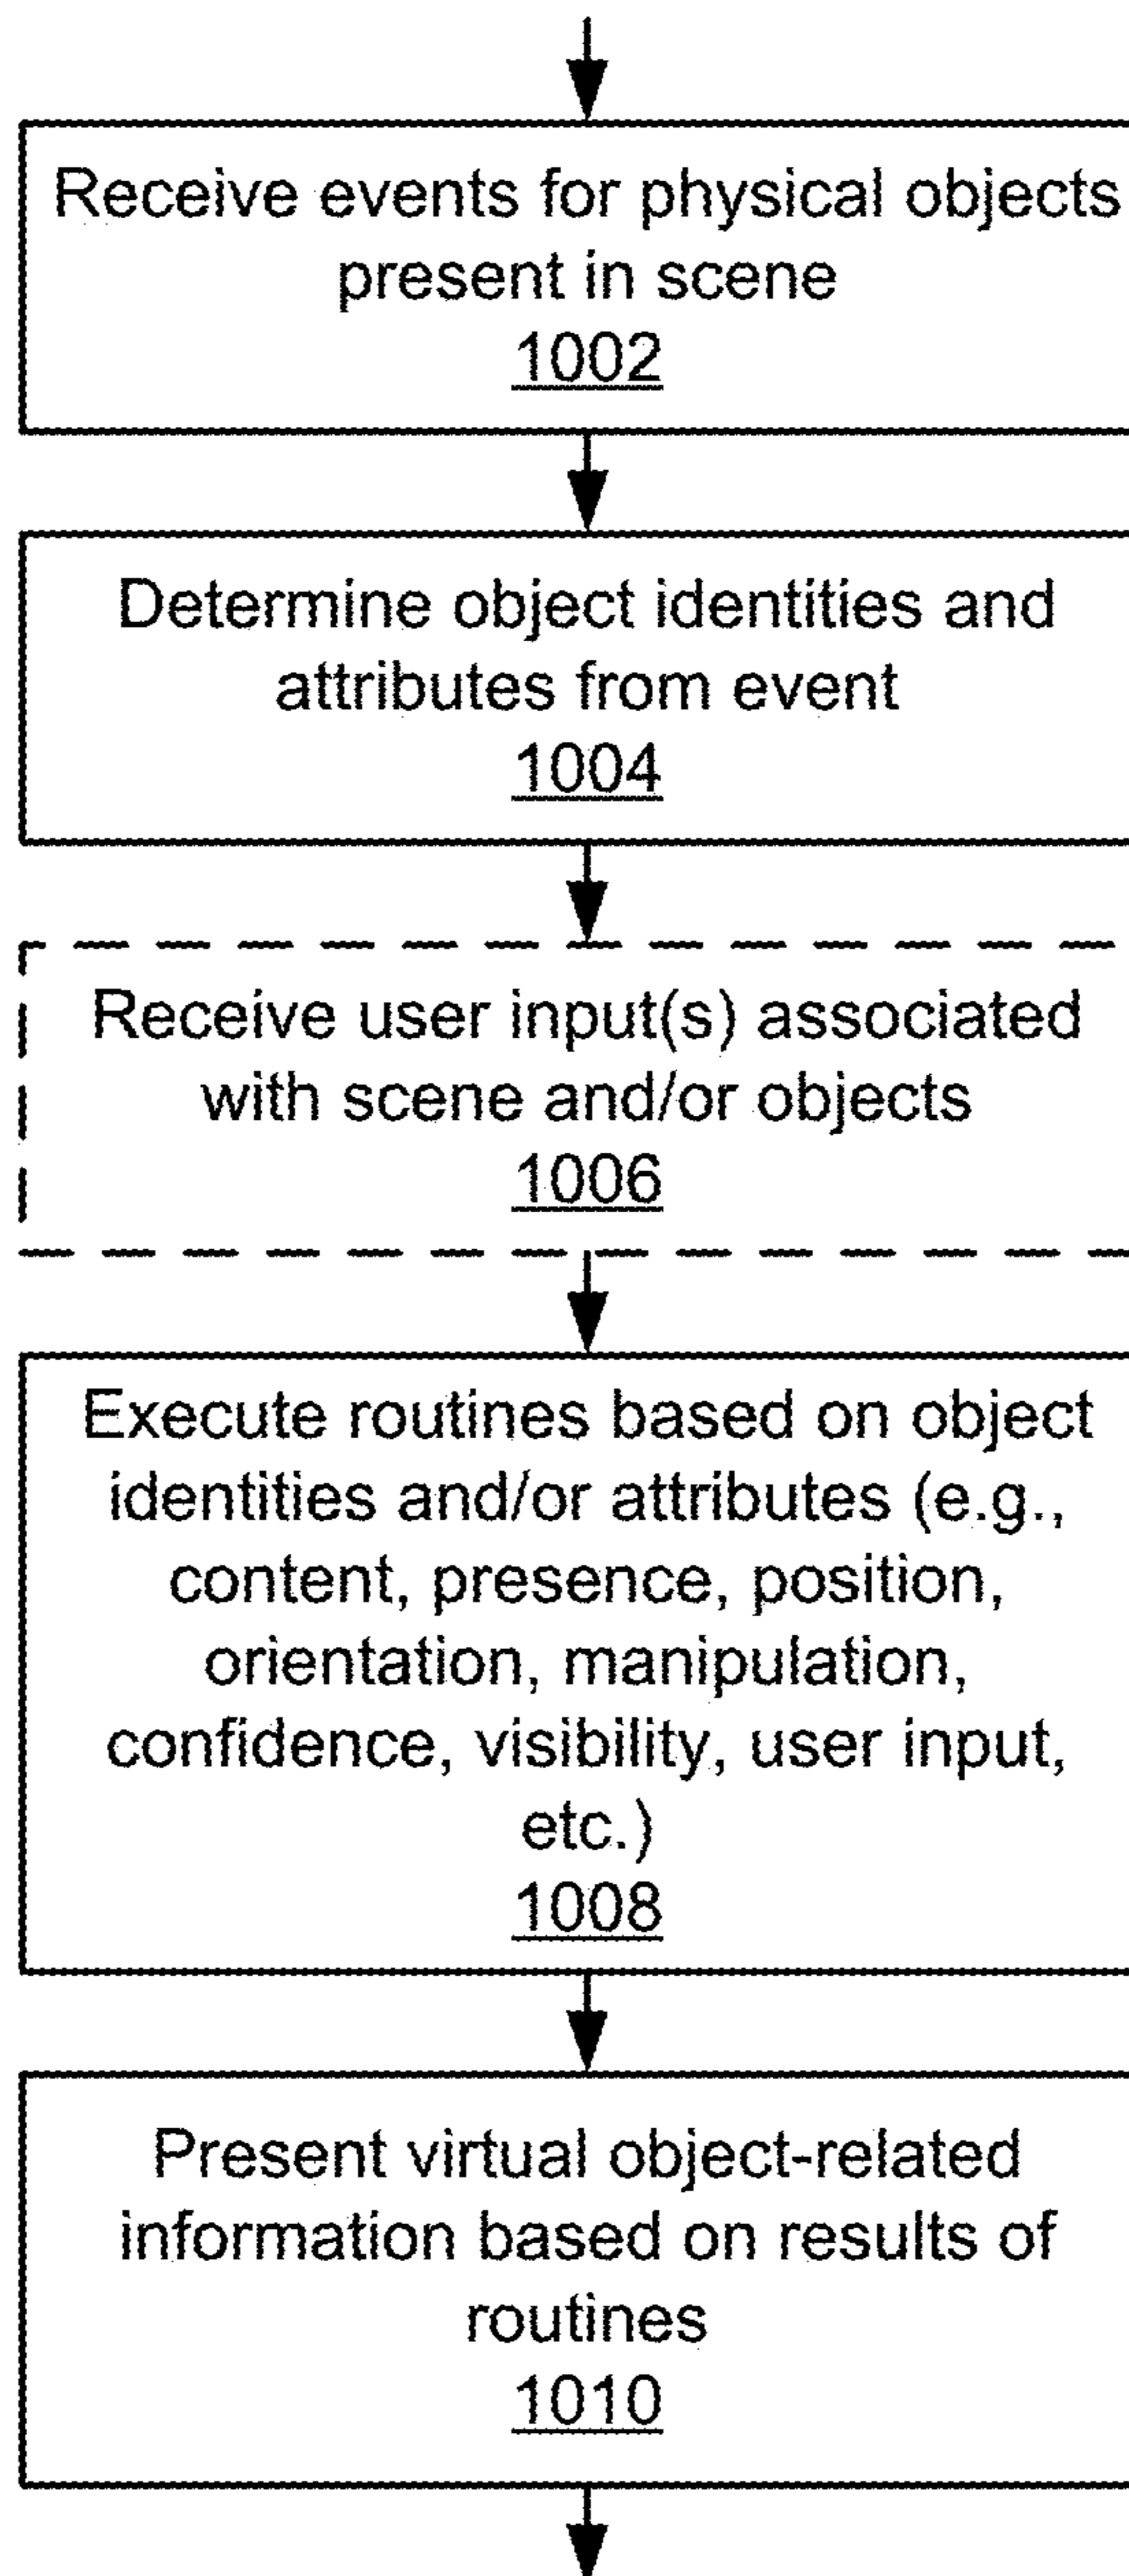 Receive events for physical objects
present in scene
1002
Determine object identities and
attributes from event
1004
Receive user input(s) associated
with scene and/or objects
1006
Execute routines based on object
identities and/or attributes (e.g.,
content, presence, position,
orientation, manipulation,
confidence, visibility, user input,
etc.)
1008
Present virtual object-related
information based on results of
routines
1010